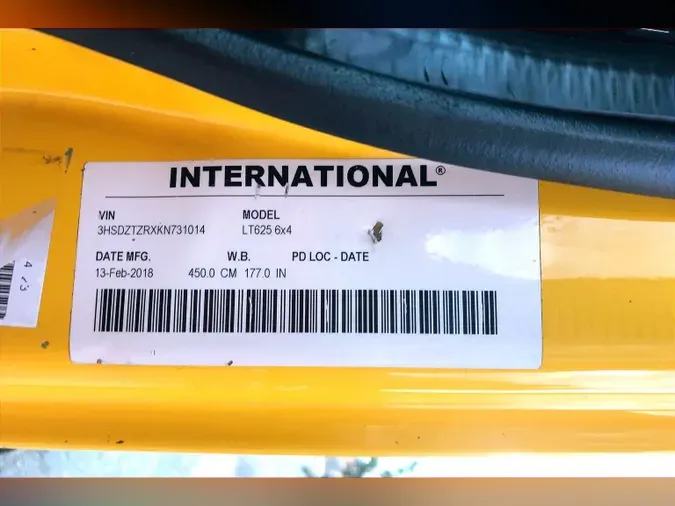 INTERNATIONAL®
VIN MODEL
3HSDZTZRXKN731014 LT625 6x4
DATE MFG. W.B. PD LOC - DATE
13-Feb-2018 450.0 CM 177.0 IN